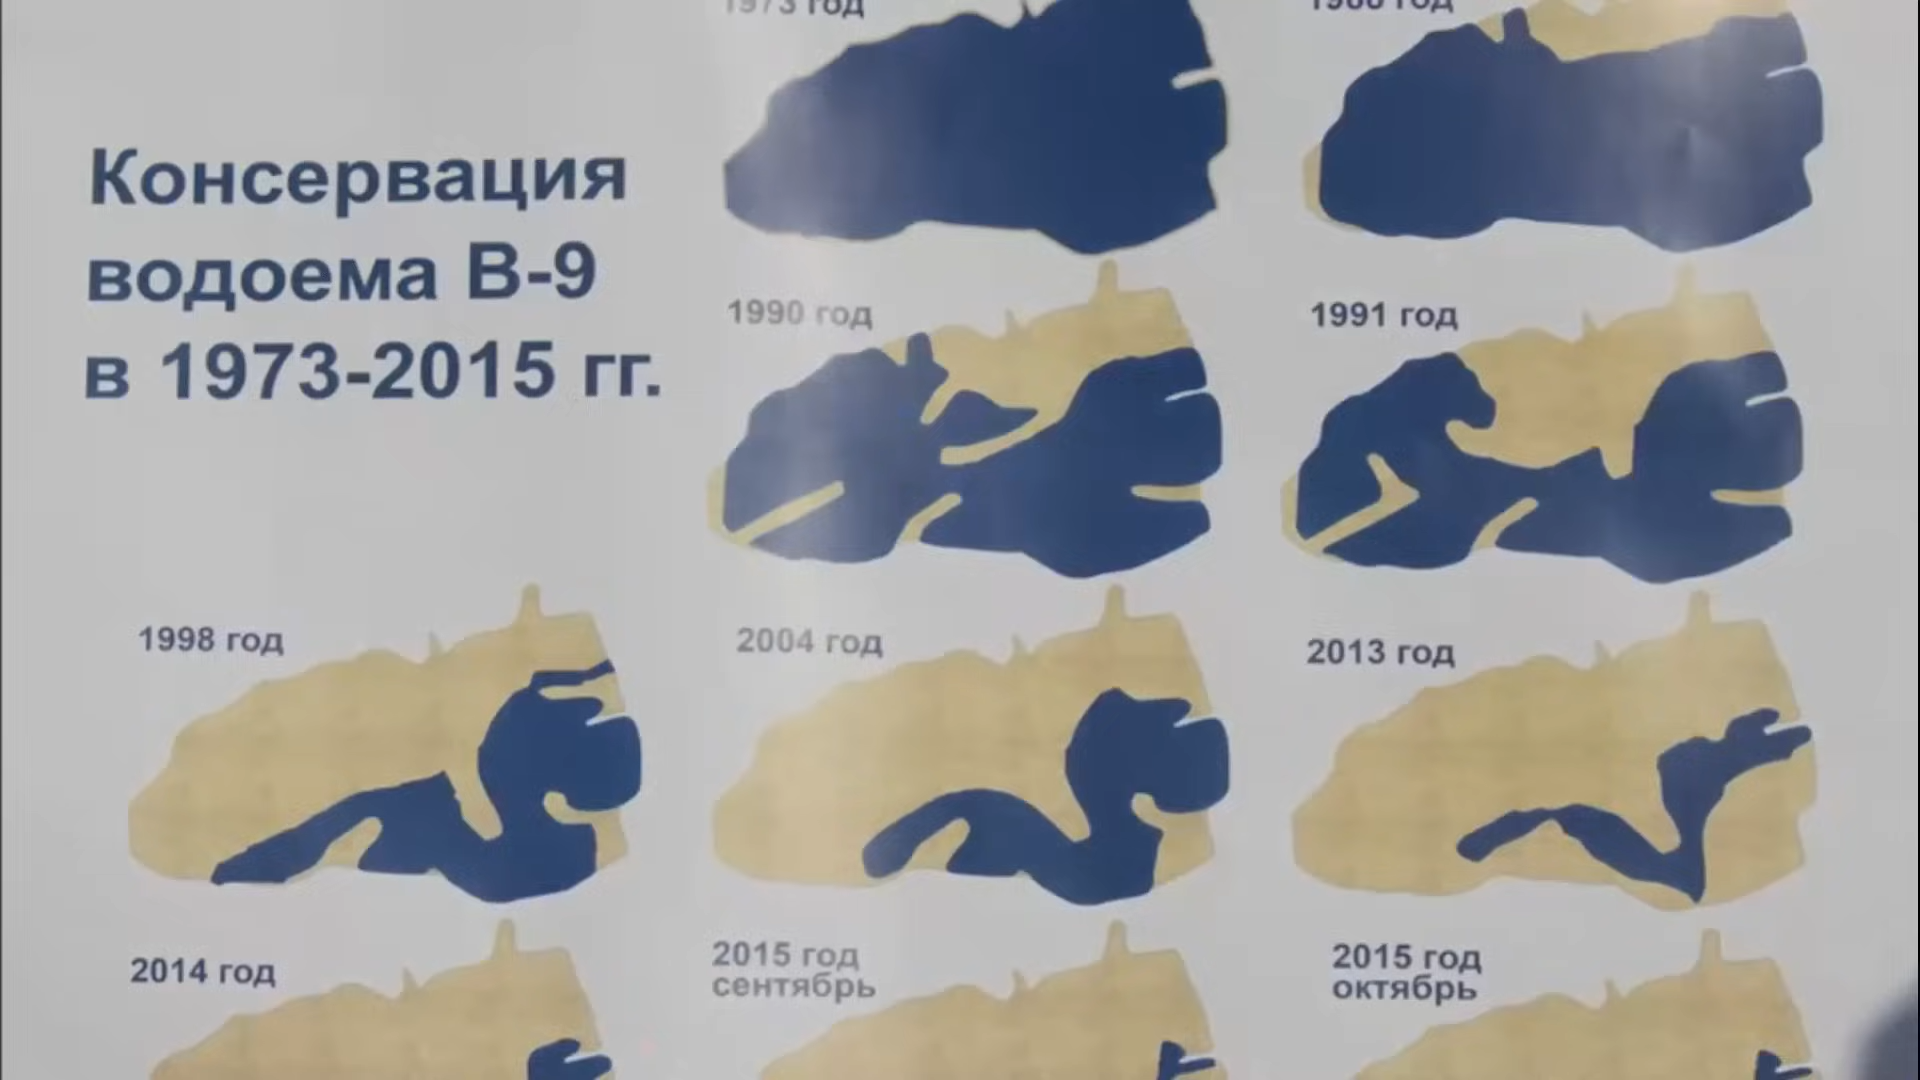 1973 год
Консервация
водоема В-9
в 1973-2015 гг.
1990 год
1991 год
1998 год
2004 год
2013 год
2014 год
2015 год
сентябрь
2015 год
октябрь